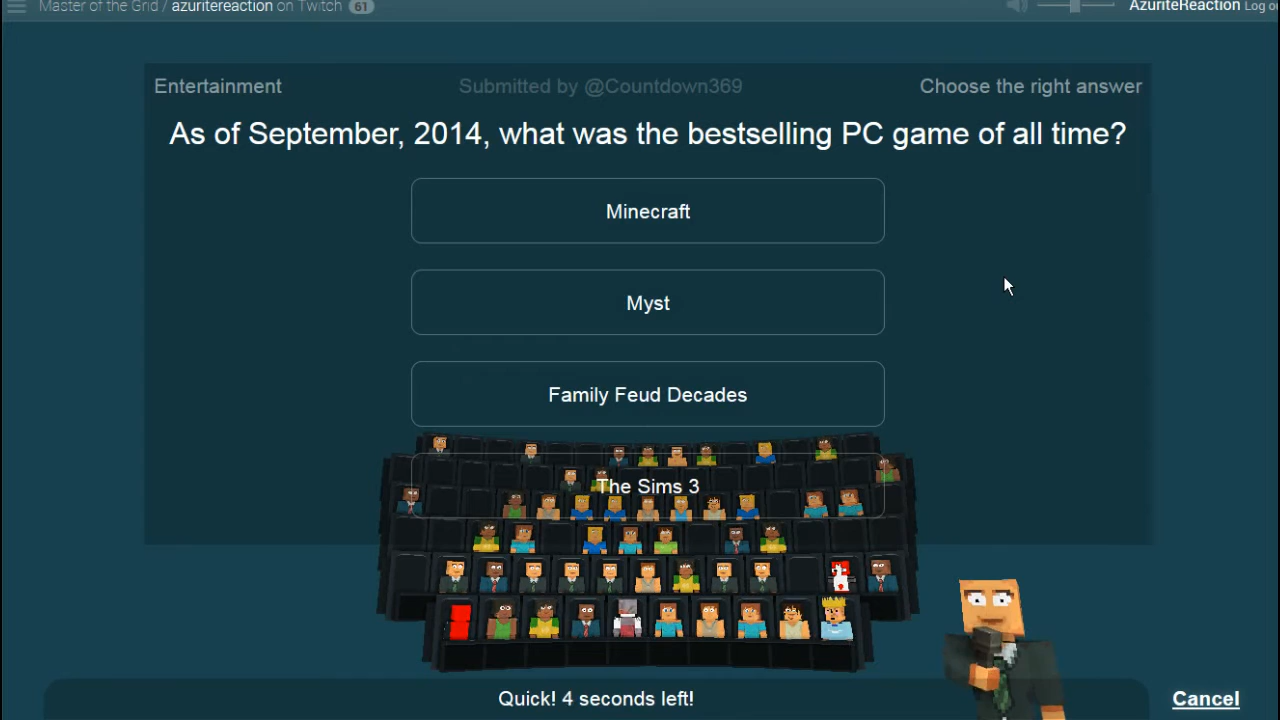 Master of the Grid / azuritereaction on Twitch 61
AzuriteReaction Log ou
Entertainment
Submitted by @Countdown369
Choose the right answer
As of September, 2014, what was the bestselling PC game of all time?
Minecraft
Myst
Family Feud Decades
The Sims 3
Quick! 4 seconds left!
Cancel